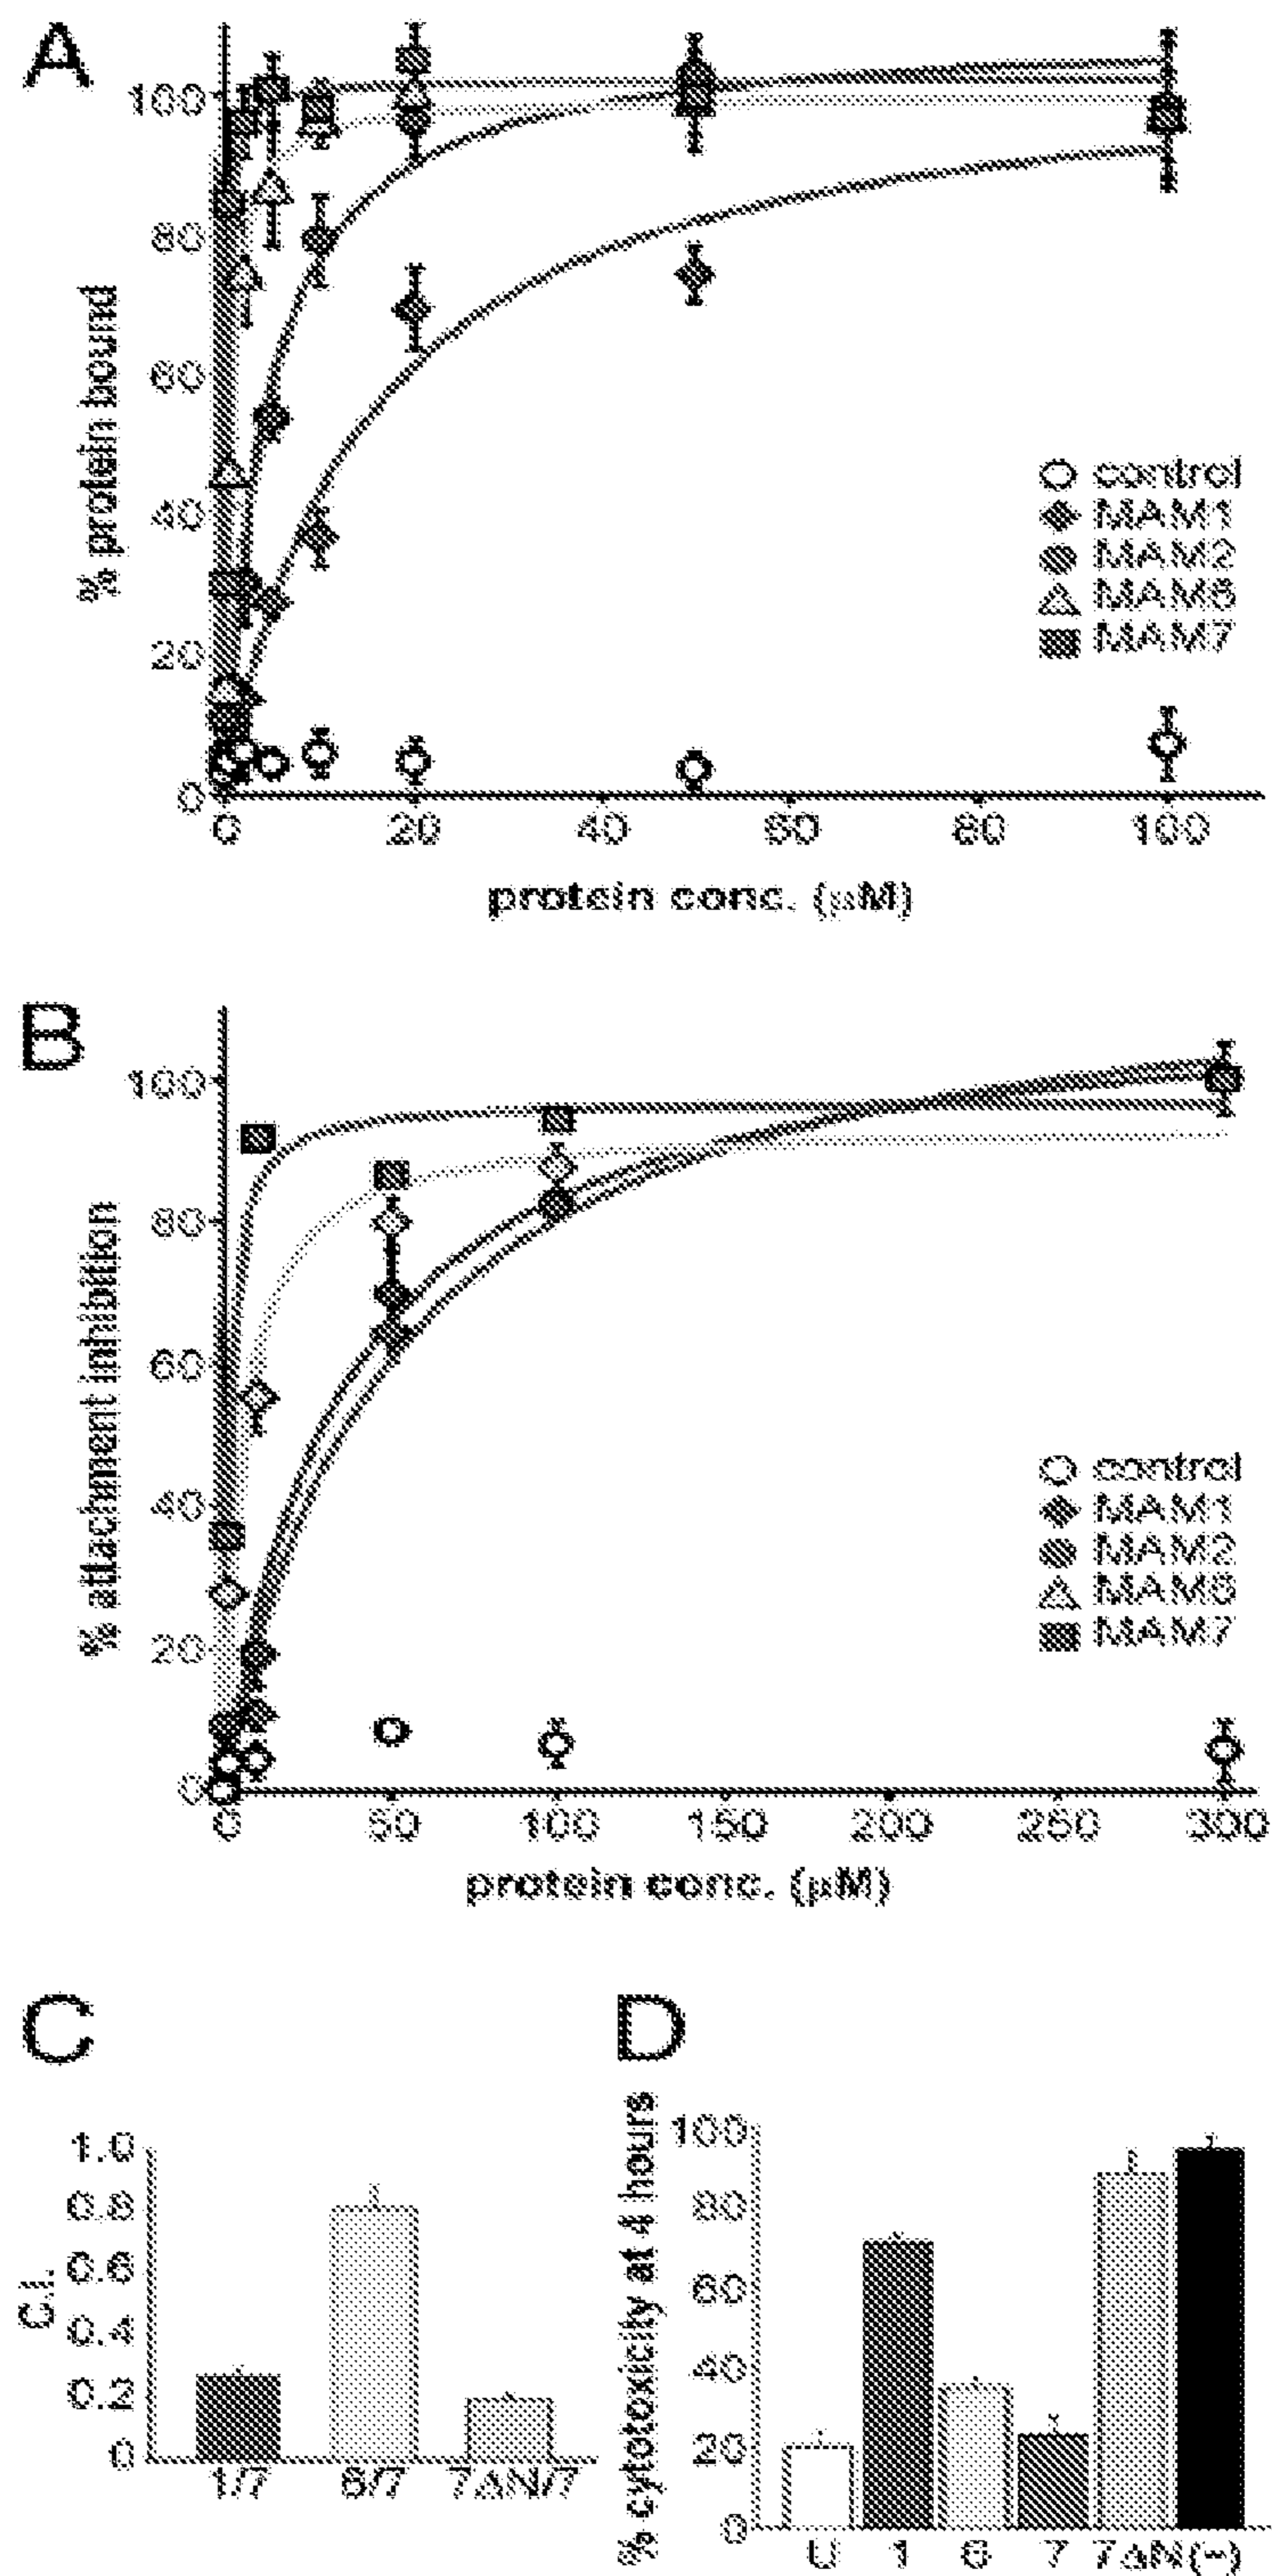 A
100
80
60
40
20
0
% protein bound
control
MAM1
MAM2
MAM6
MAM7
0 20 40 60 80 100
protein conc. (μM)
B
100
80
60
40
20
0
% attachment inhibition
control
MAM1
MAM2
MAM6
MAM7
0 50 100 150 200 250 300
protein conc. (μM)
C
1.0
0.8
0.6
0.4
0.2
0
C.I.
1/7 6/7 7ΔN/7
D
100
80
60
40
20
0
% cytotoxicity at 4 hours
U 1 6 7 7ΔN (-)